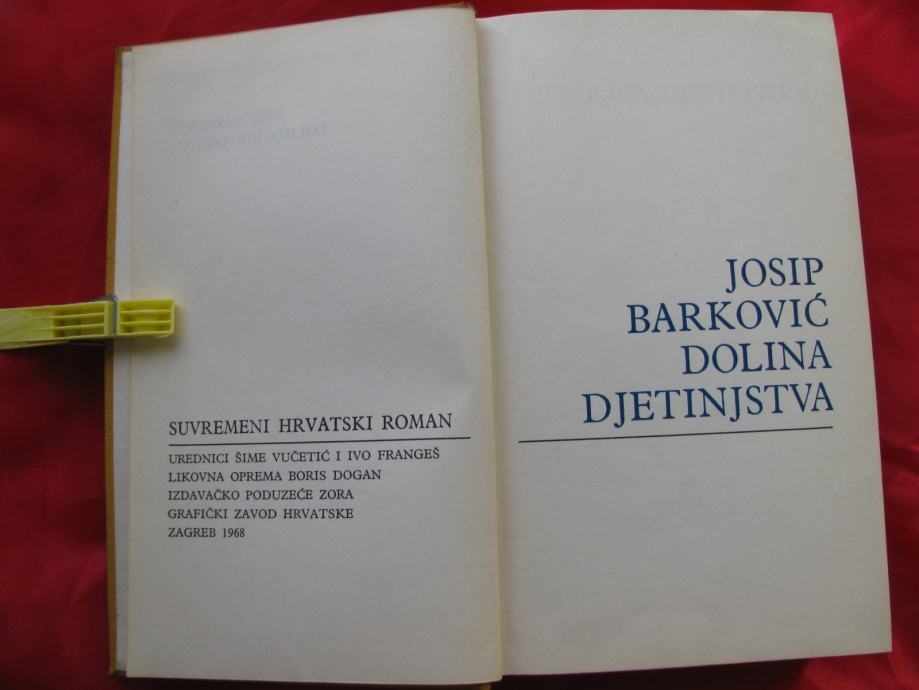 SUVREMENI HRVATSKI ROMAN
UREDNICI ŠIME VUČETIĆ I IVO FRANGEŠ
LIKOVNA OPREMA BORIS DOGAN
IZDAVAČKO PODUZEĆE ZORA
GRAFIČKI ZAVOD HRVATSKE
ZAGREB 1968
JOSIP
BARKOVIĆ
DOLINA
DJETINJSTVA